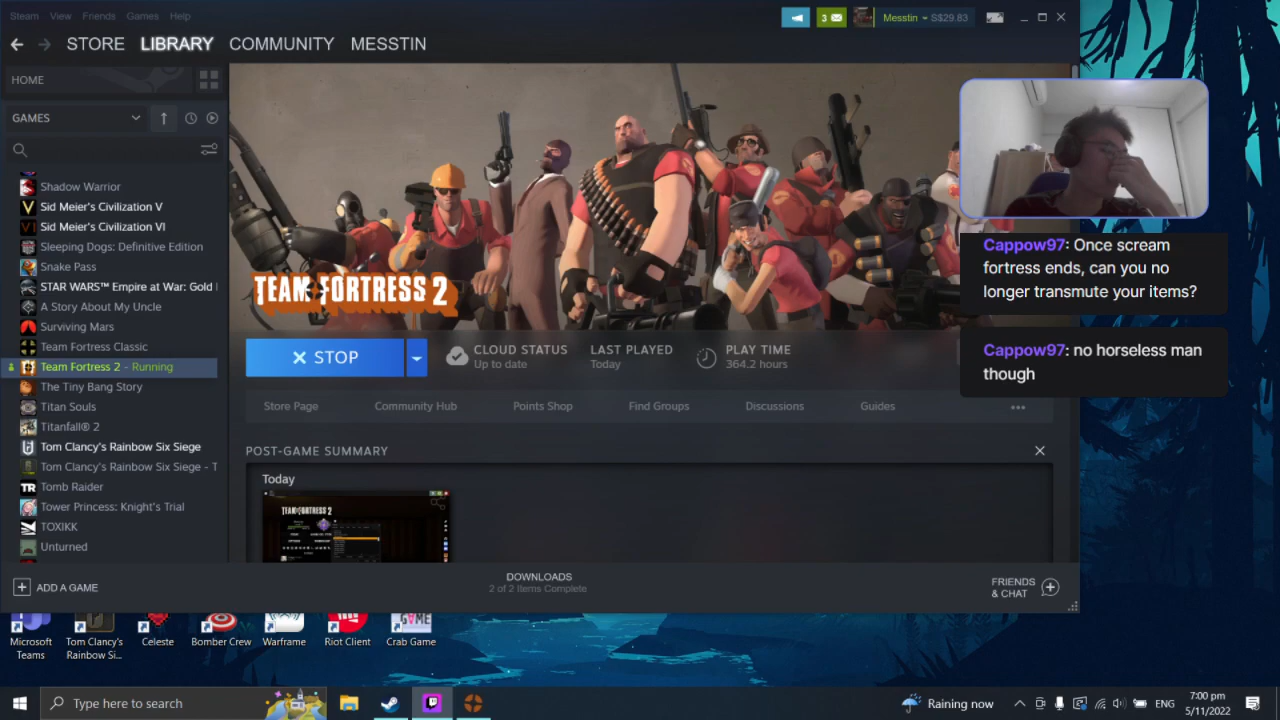 Steam View Friends Games Help
3
Messtin S$29.83
STORE LIBRARY COMMUNITY MESSTIN
HOME
GAMES
Shadow Warrior
Sid Meier's Civilization V
Sid Meier's Civilization VI
Sleeping Dogs: Definitive Edition
Snake Pass
STAR WARS™ Empire at War: Gold
A Story About My Uncle
Surviving Mars
Team Fortress Classic
Team Fortress 2 - Running
The Tiny Bang Story
Titan Souls
Titanfall® 2
Tom Clancy's Rainbow Six Siege
Tom Clancy's Rainbow Six Siege - T
Tomb Raider
Tower Princess: Knight's Trial
TOXIKK
Unturned
TEAM FORTRESS 2
STOP
CLOUD STATUS
Up to date
LAST PLAYED
Today
PLAY TIME
364.2 hours
Store Page Community Hub Points Shop Find Groups Discussions Guides
POST-GAME SUMMARY
Today
TEAM FORTRESS 2
Cappow97: Once scream
fortress ends, can you no
longer transmute your items?
Cappow97: no horseless man
though
ADD A GAME
DOWNLOADS
2 of 2 Items Complete
FRIENDS
& CHAT
Microsoft
Teams
Tom Clancy's
Rainbow Si...
Celeste
Bomber Crew
Warframe
Riot Client
Crab Game
Type here to search
Raining now
ENG
7:00 pm
5/11/2022